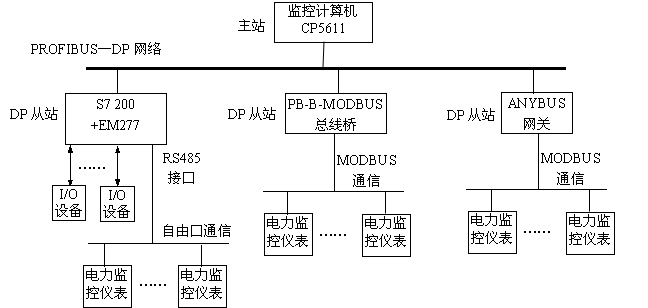 监控计算机
CP5611
主站
PROFIBUS—DP 网络
DP 从站
S7 200
+EM277
DP 从站
PB-B-MODBUS
总线桥
DP 从站
ANYBUS
网关
RS485
接口
MODBUS
通信
MODBUS
通信
......
I/O
设备
I/O
设备
自由口通信
电力监
控仪表
......
电力监
控仪表
电力监
控仪表
......
电力监
控仪表
电力监
控仪表
......
电力监
控仪表